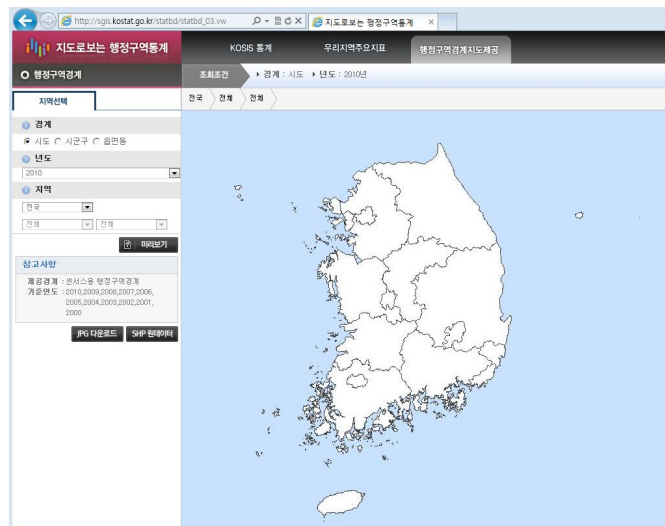 http://sgis.kostat.go.kr/statbd/statbd_03.vw
지도로보는 행정구역통계
지도로보는 행정구역통계
KOSIS 통계
우리지역주요지표
행정구역경계지도제공
행정구역경계
조회조건
경계 : 시도
년도 : 2010년
지역선택
전국
전체
전체
경계
시도
시군구
읍면동
년도
2010
지역
전국
전체
전체
미리보기
참고사항
제공경계 : 센서스용 행정구역경계
기준연도 : 2010,2009,2008,2007,2006,
2005,2004,2003,2002,2001,
2000
JPG 다운로드
SHP 원데이터